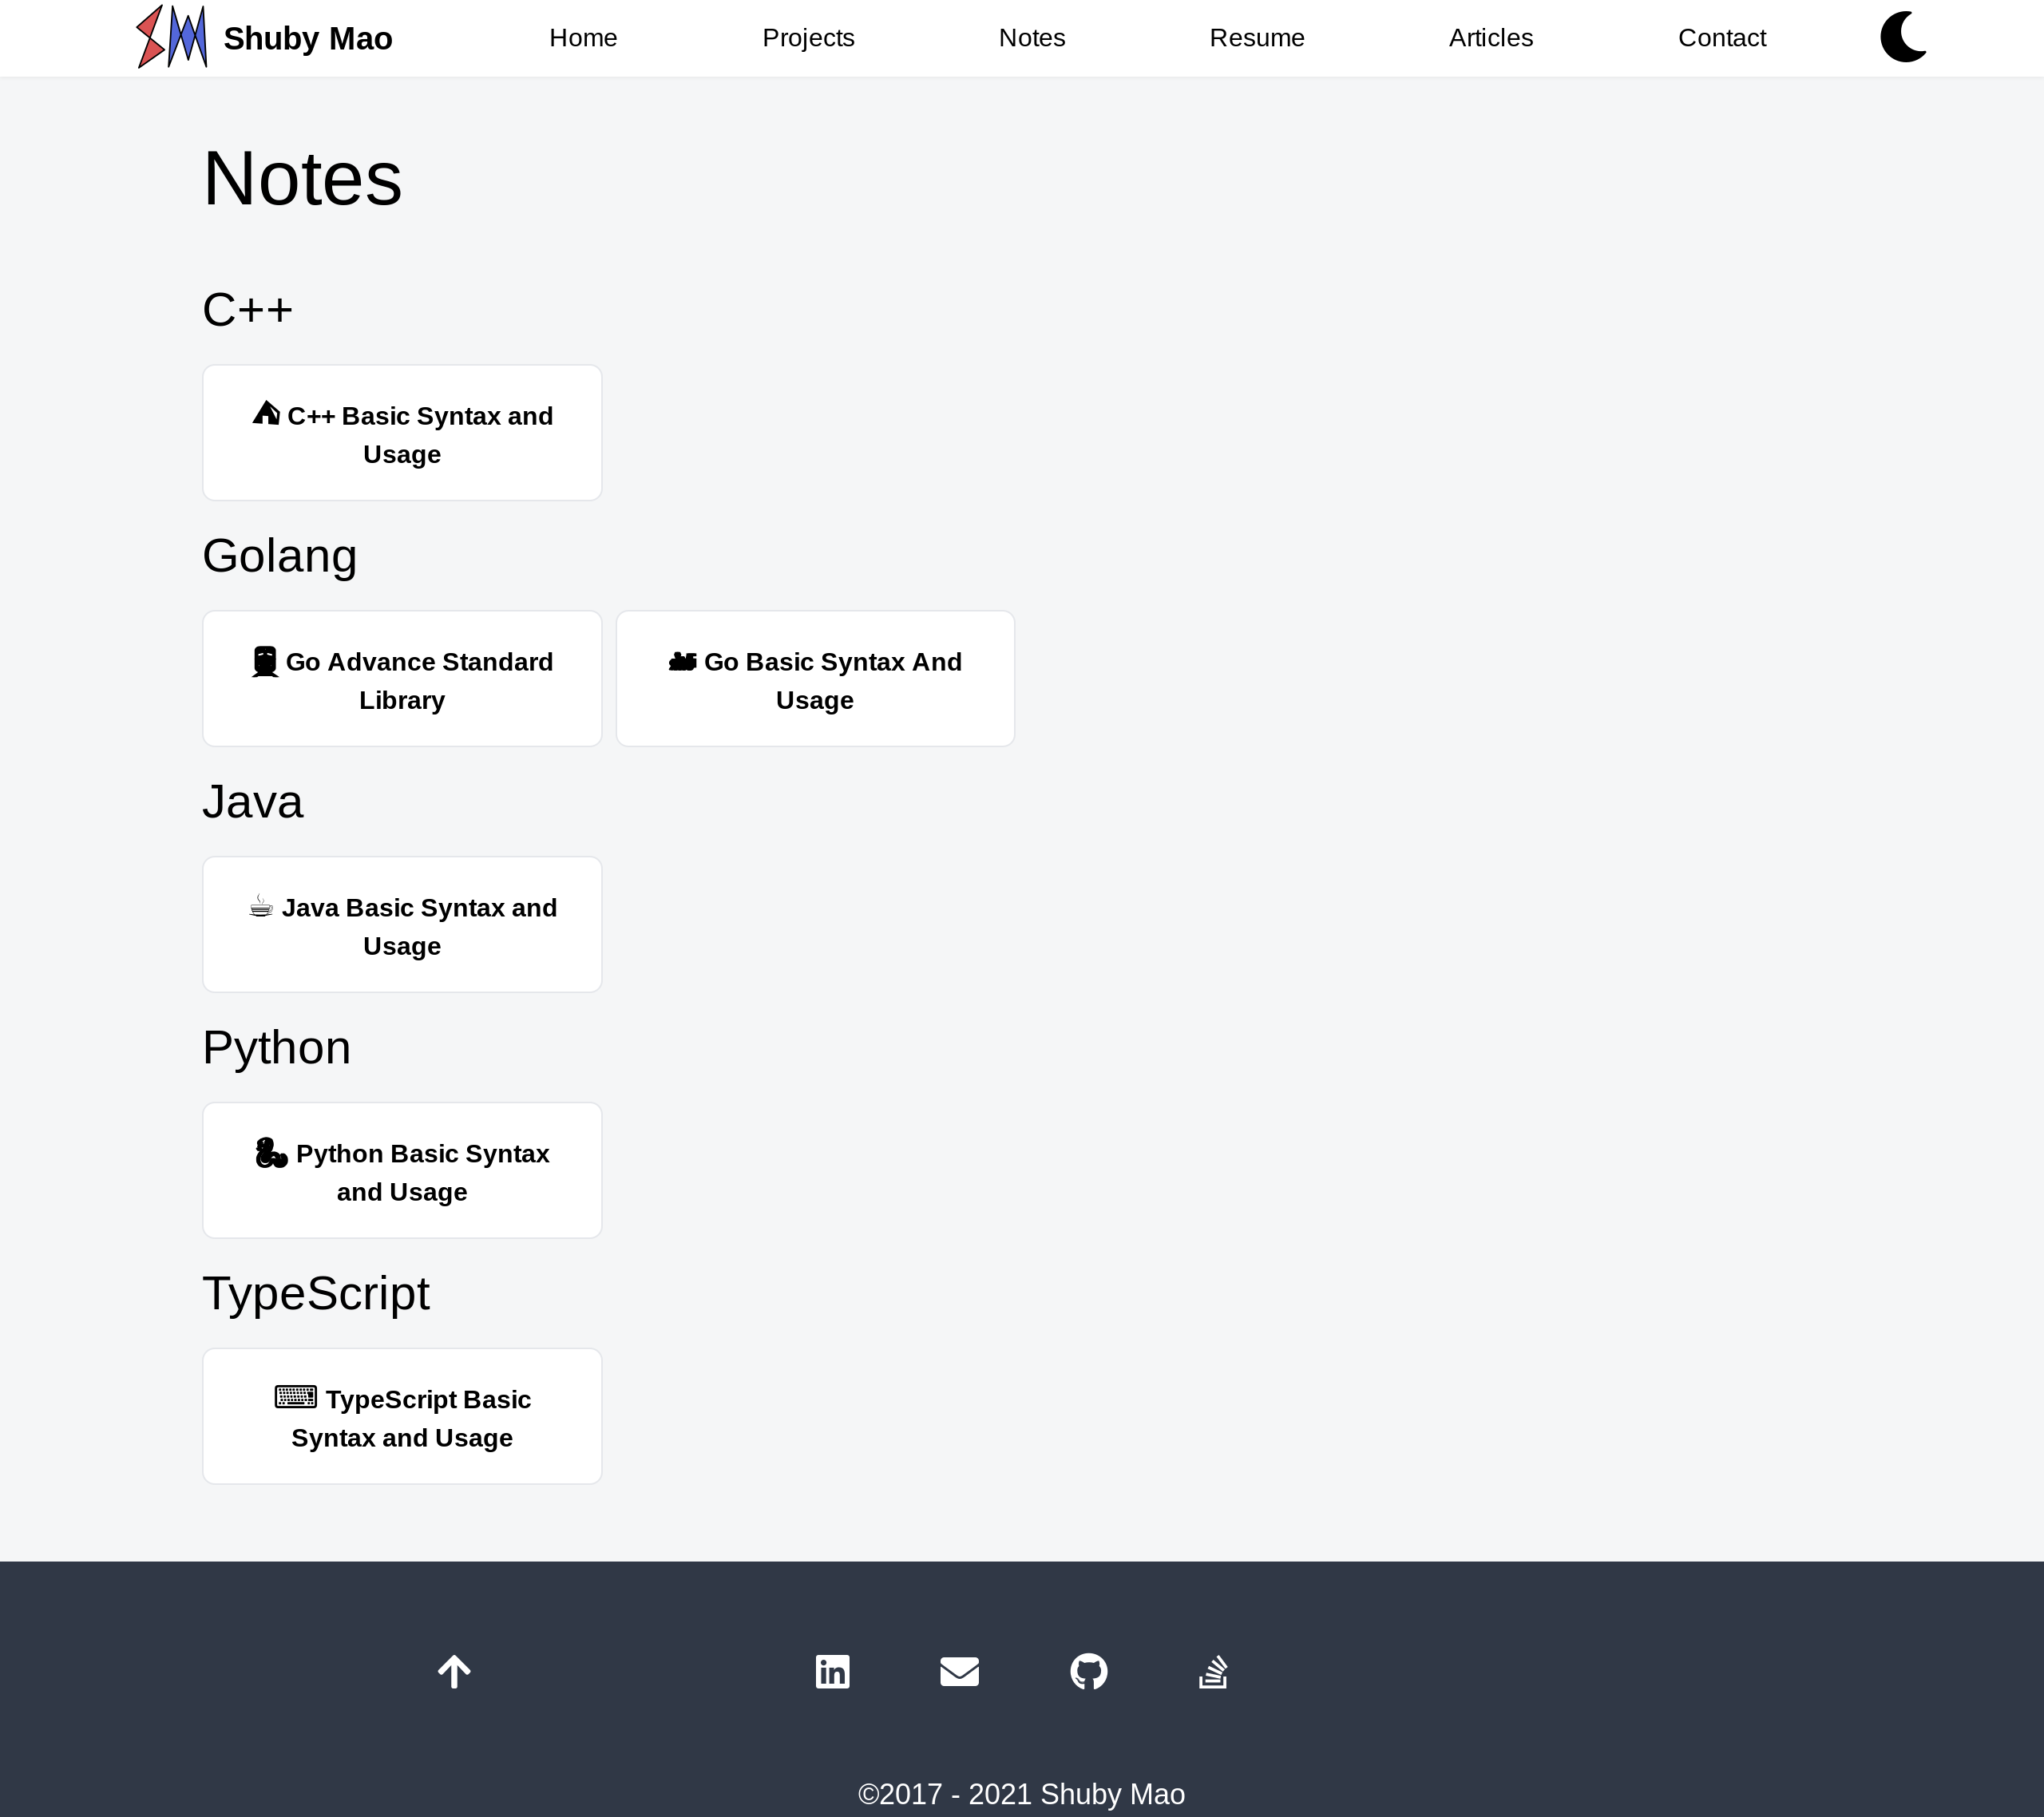 Shuby Mao Home Projects Notes Resume Articles Contact
Notes
C++
C++ Basic Syntax and
Usage
Golang
Go Advance Standard
Library
Go Basic Syntax And
Usage
Java
Java Basic Syntax and
Usage
Python
Python Basic Syntax
and Usage
TypeScript
TypeScript Basic
Syntax and Usage
©2017 - 2021 Shuby Mao